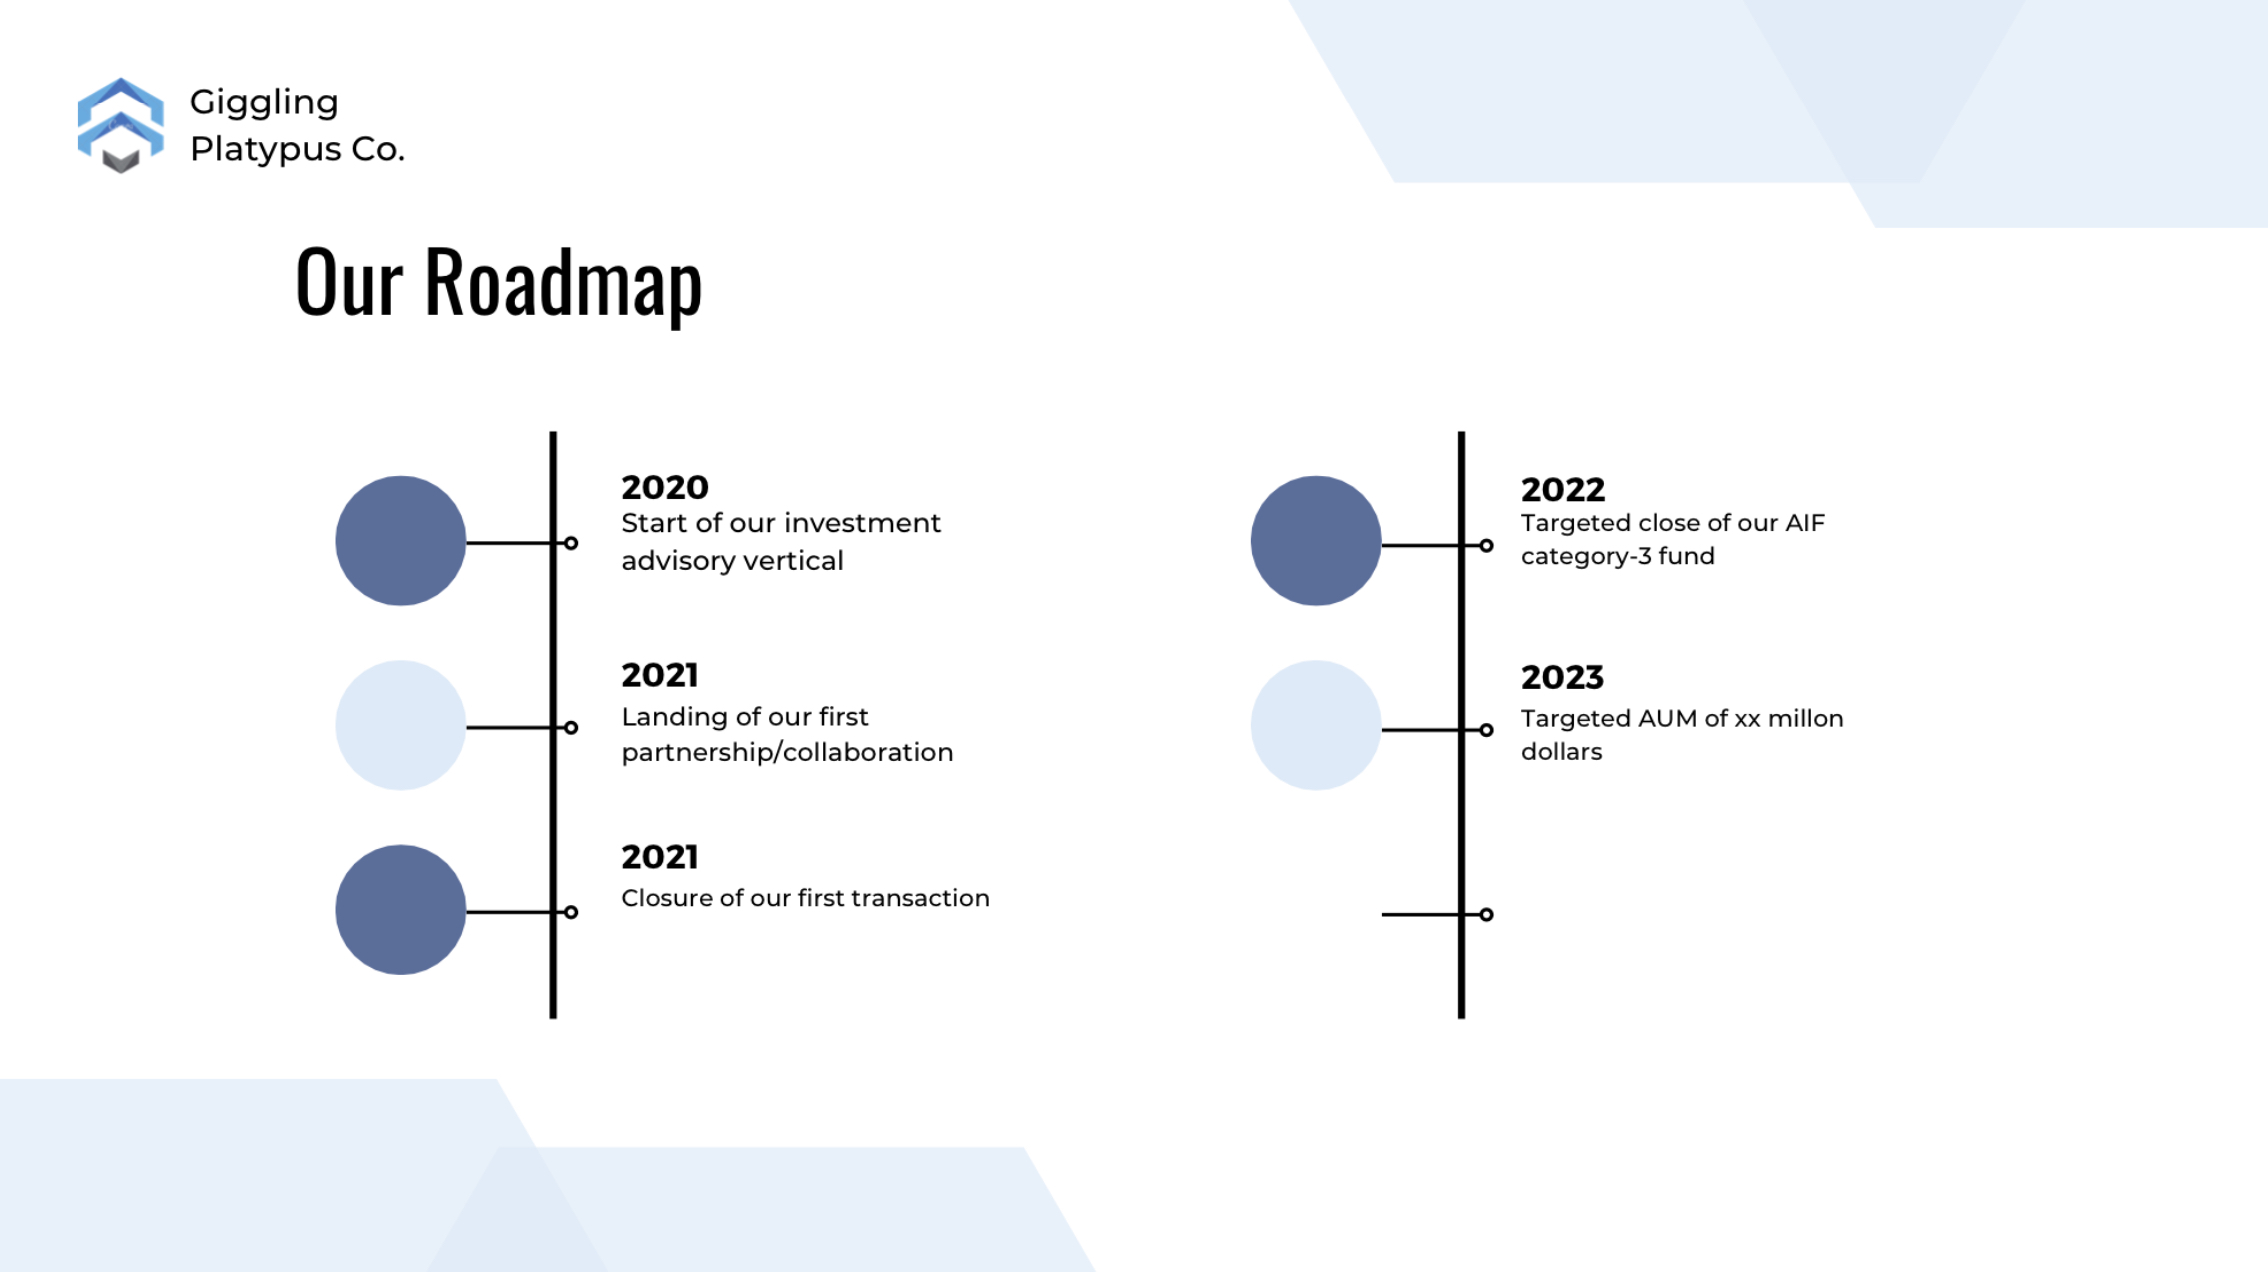 Giggling
Platypus Co.
Our Roadmap
2020
Start of our investment
advisory vertical
2021
Landing of our first
partnership/collaboration
2021
Closure of our first transaction
2022
Targeted close of our AIF
category-3 fund
2023
Targeted AUM of xx millon
dollars